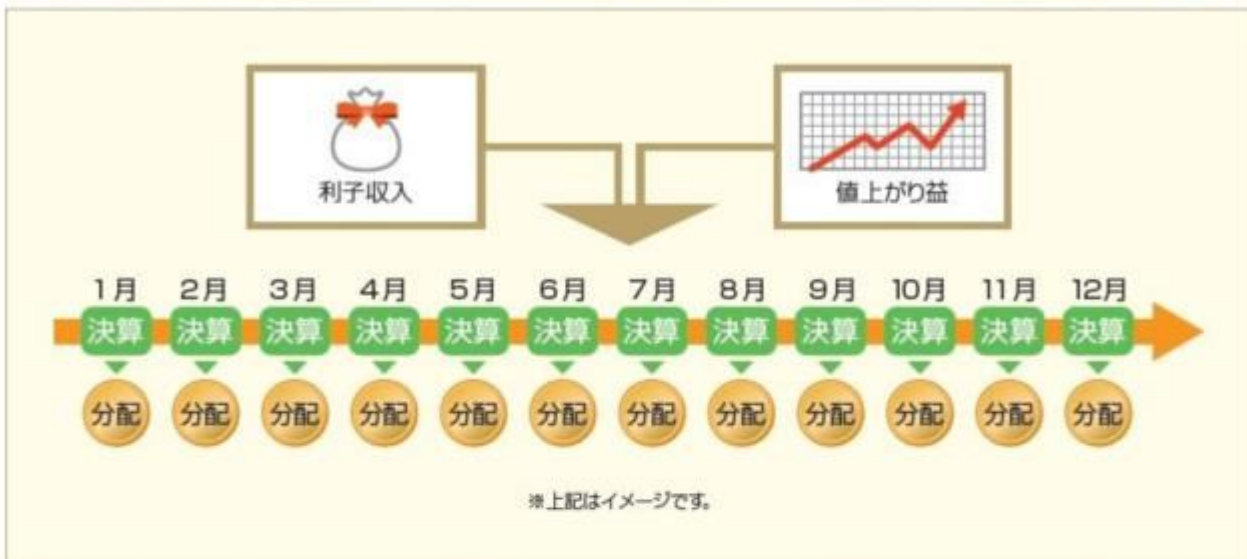 利子収入
値上がり益
1月 2月 3月 4月 5月 6月 7月 8月 9月 10月 11月 12月
決算 決算 決算 決算 決算 決算 決算 決算 決算 決算 決算 決算
分配 分配 分配 分配 分配 分配 分配 分配 分配 分配 分配 分配
※上記はイメージです。